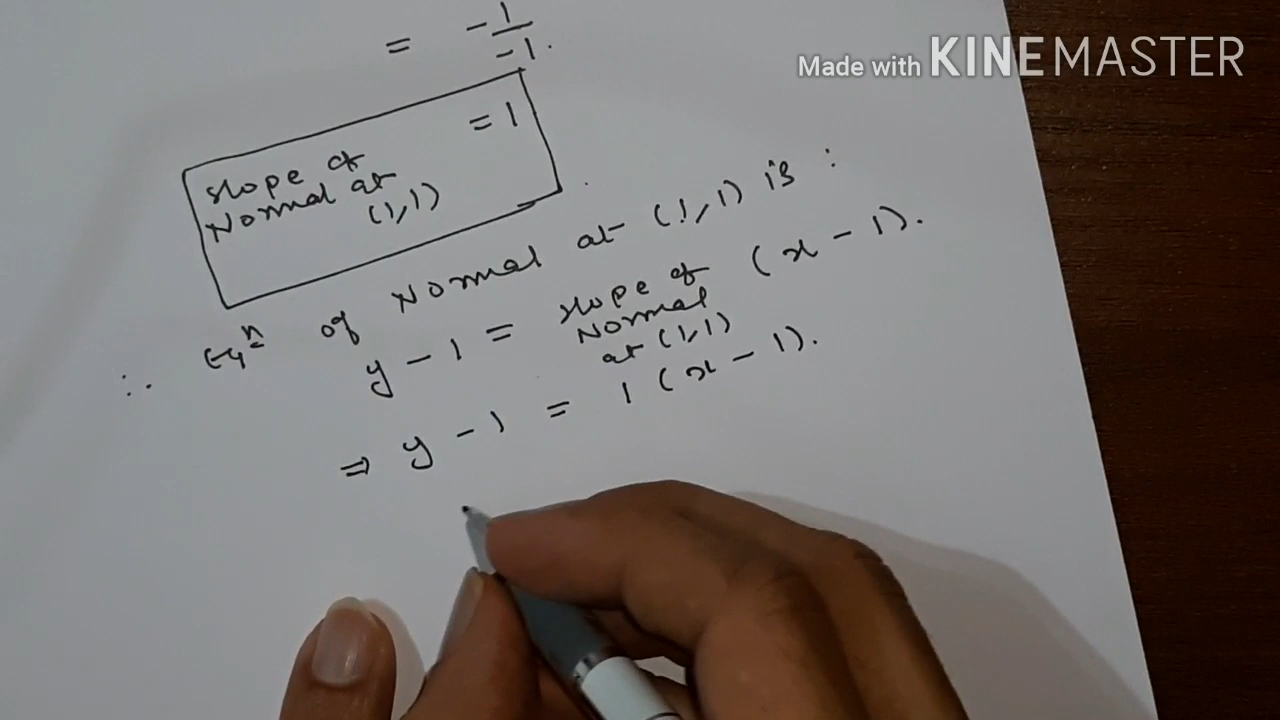 Made with KINEMASTER
= -1/-1.
= 1
slope of
Normal at
(1,1)
∴ Eqⁿ of Normal at (1,1) is :
y - 1 = slope of Normal at (1,1) (x - 1).
⇒ y - 1 = 1 (x - 1).